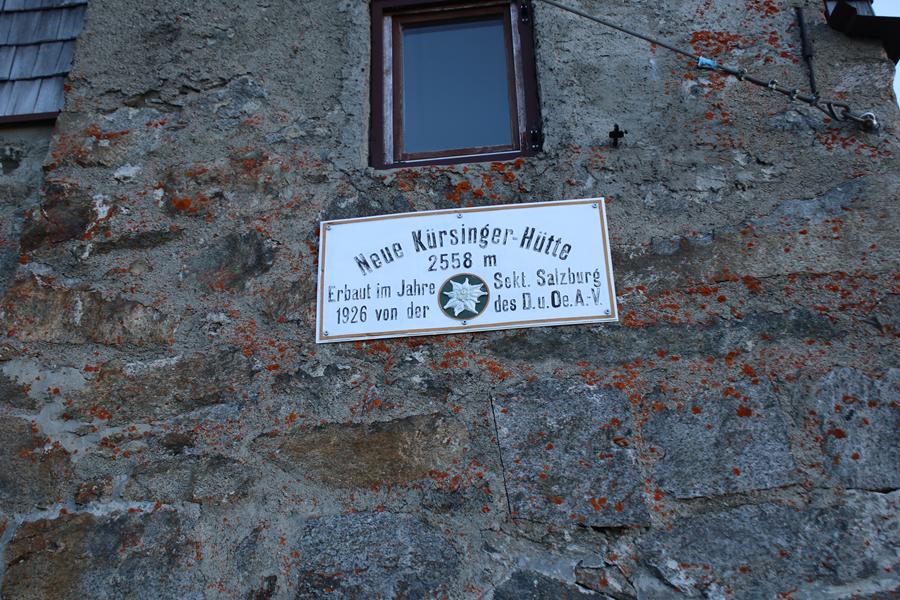 Neue Kürsinger-Hütte
2558 m
Erbaut im Jahre Sekt. Salzburg
1926 von der des D.u.Oe.A.-V.